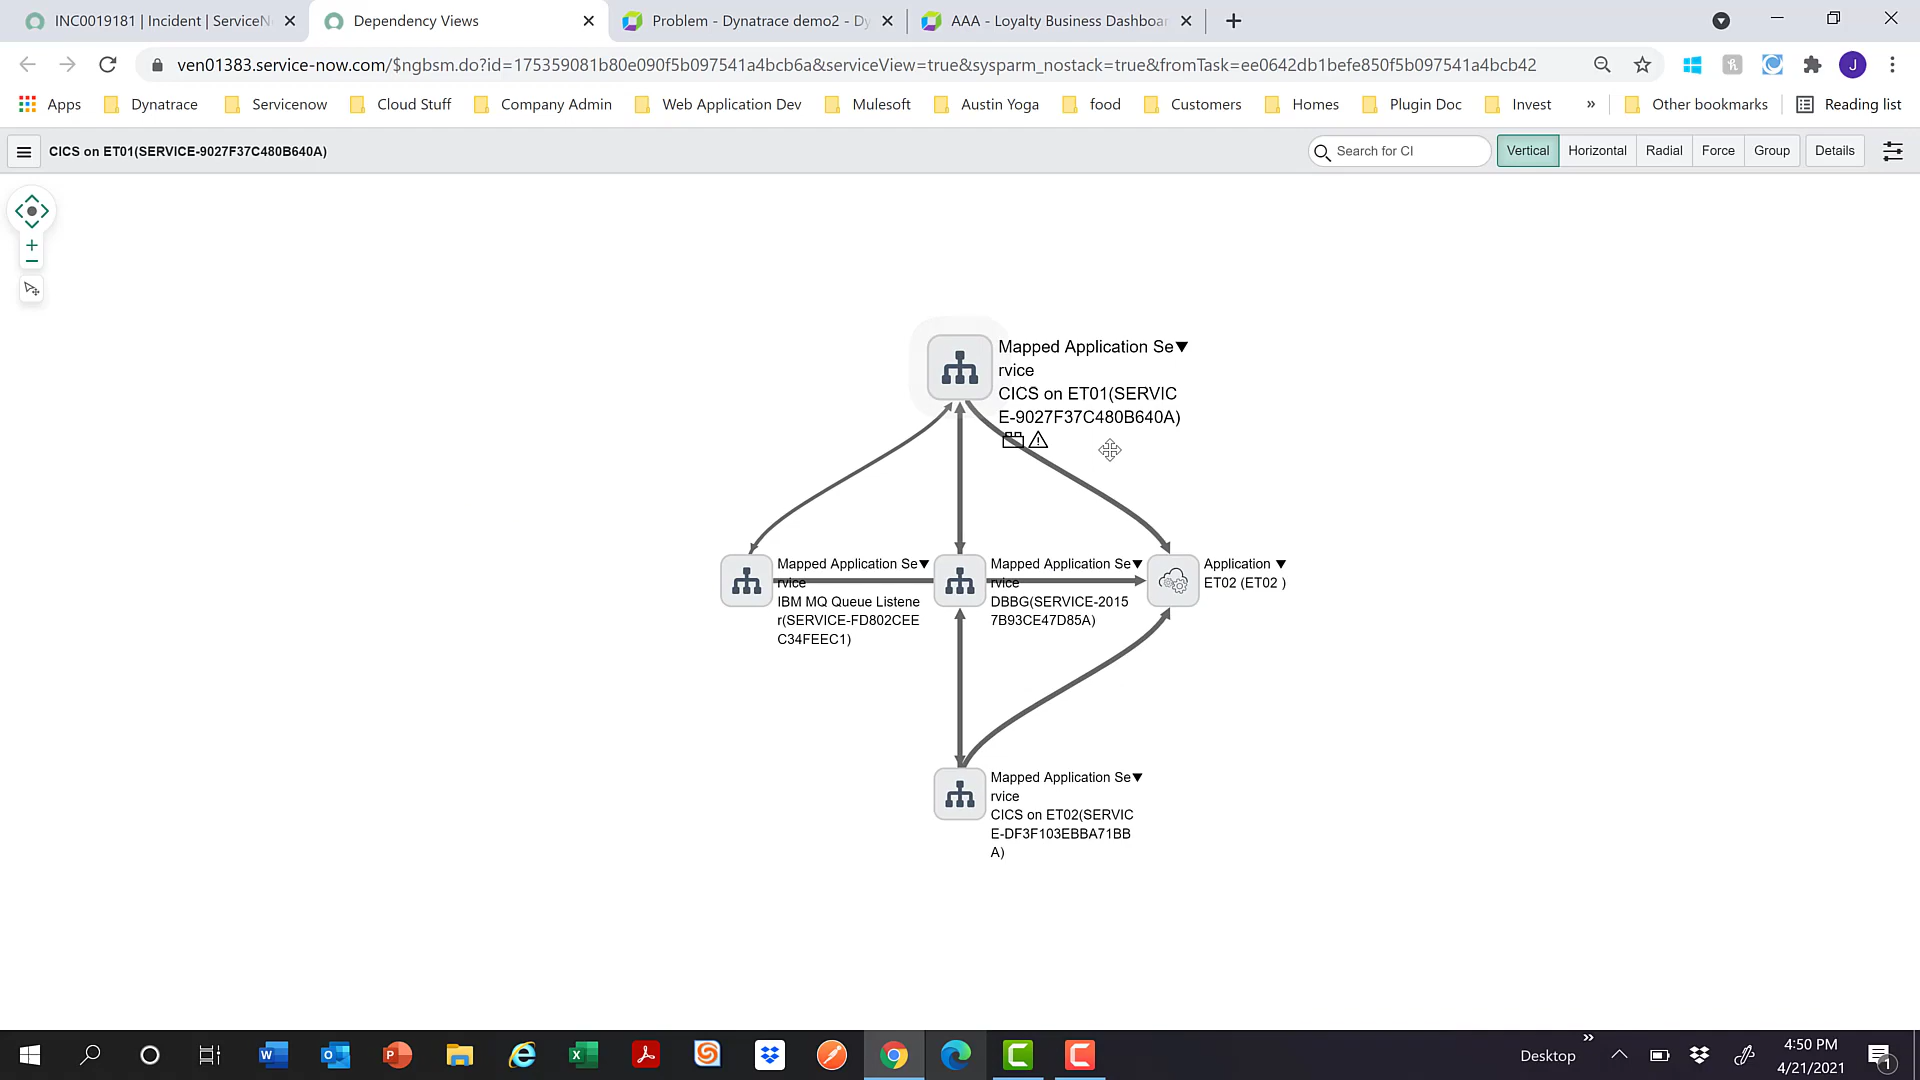 INC0019181 | Incident | ServiceN
Dependency Views
Problem - Dynatrace demo2 - Dy
AAA - Loyalty Business Dashboar
ven01383.service-now.com/$ngbsm.do?id=175359081b80e090f5b097541a4bcb6a&serviceView=true&sysparm_nostack=true&fromTask=ee0642db1befe850f5b097541a4bcb42
J
Apps
Dynatrace
Servicenow
Cloud Stuff
Company Admin
Web Application Dev
Mulesoft
Austin Yoga
food
Customers
Homes
Plugin Doc
Invest
»
Other bookmarks
Reading list
CICS on ET01(SERVICE-9027F37C480B640A)
Search for CI
Vertical
Horizontal
Radial
Force
Group
Details
Mapped Application Se
rvice
CICS on ET01(SERVIC
E-9027F37C480B640A)
Mapped Application Se
rvice
IBM MQ Queue Listene
r(SERVICE-FD802CEE
C34FEEC1)
Mapped Application Se
rvice
DBBG(SERVICE-2015
7B93CE47D85A)
Application
ET02 (ET02 )
Mapped Application Se
rvice
CICS on ET02(SERVIC
E-DF3F103EBBA71BB
A)
Desktop
»
4:50 PM
4/21/2021
1